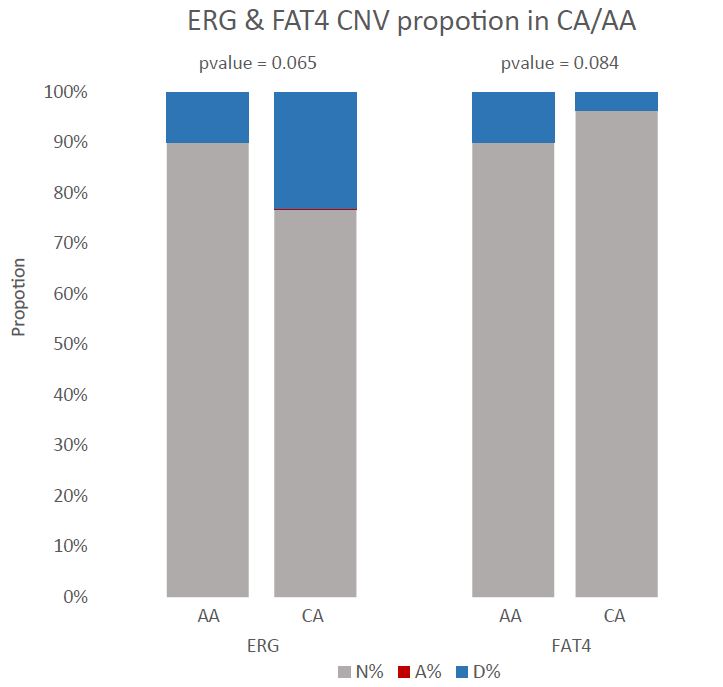 ERG & FAT4 CNV propotion in CA/AA
pvalue = 0.065
pvalue = 0.084
100%
90%
80%
70%
60%
50%
40%
30%
20%
10%
0%
Propotion
AA
CA
AA
CA
ERG
FAT4
N%
A%
D%